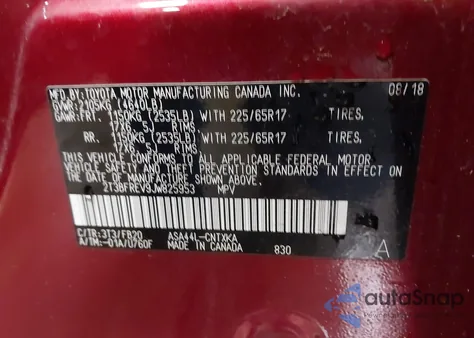 MFD.BY:TOYOTA MOTOR MANUFACTURING CANADA INC. 08/18
GVWR:2105KG (4640LB)
GAWR:FRT. 1150KG (2535LB) WITH 225/65R17 TIRES,
17X6.5J RIMS
RR. 1150KG (2535LB) WITH 225/65R17 TIRES,
17X6.5J RIMS
THIS VEHICLE CONFORMS TO ALL APPLICABLE FEDERAL MOTOR
VEHICLE SAFETY AND THEFT PREVENTION STANDARDS IN EFFECT
ON THE DATE OF MANUFACTURE SHOWN ABOVE.
2T3BFREV9JW825953 MPV
C/TR:3T3/FB20 ASA44L-CNTXKA
A/TM:-01A/U760F MADE IN CANADA 830 A
autoSnap